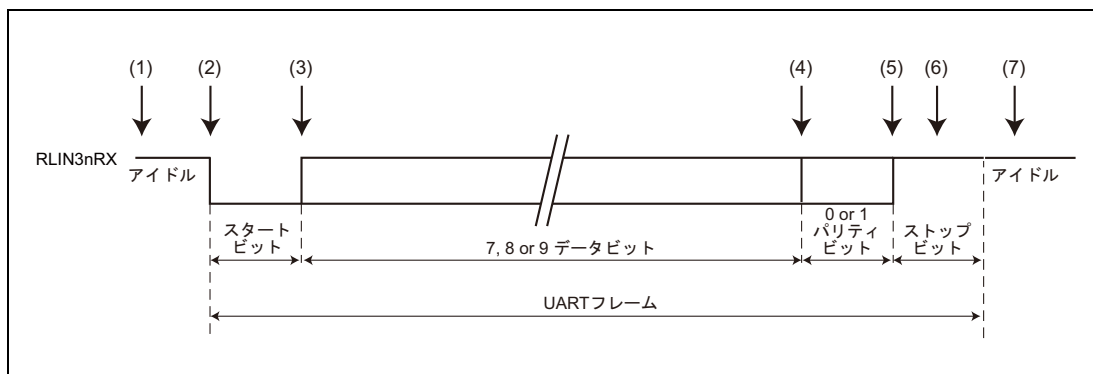 (1) (2) (3) (4) (5) (6) (7)
RLIN3nRX
アイドル
アイドル
スタート
ビット
7, 8 or 9 データビット
0 or 1
パリティ
ビット
ストップ
ビット
UARTフレーム